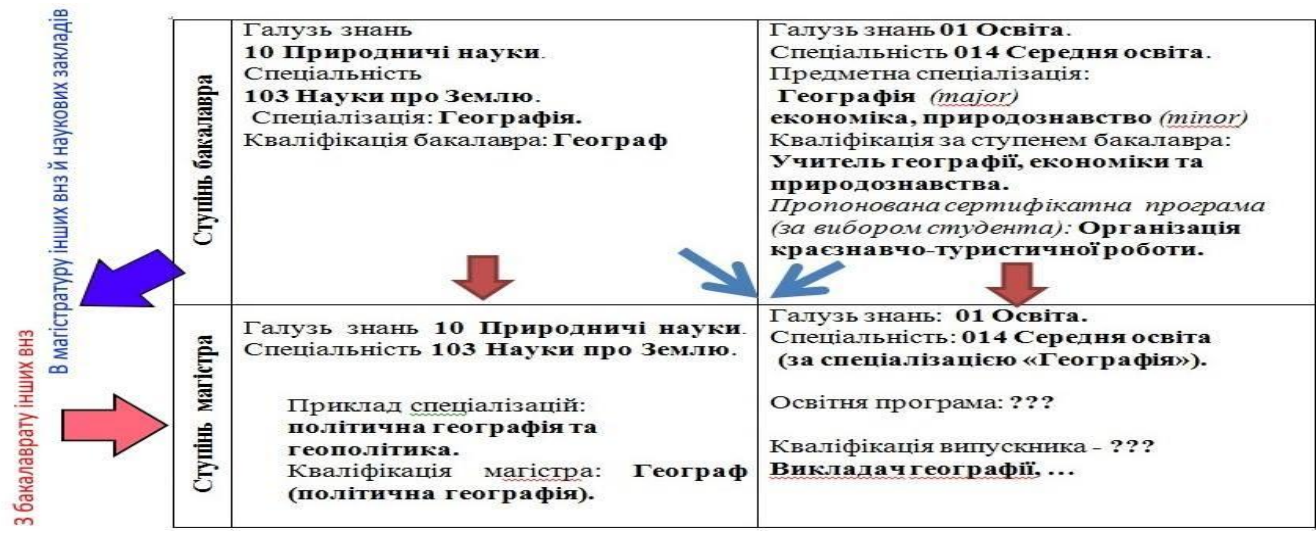 В магістратуру інших внз й наукових закладів
З бакалаврату інших внз
Ступінь бакалавра
Галузь знань
10 Природничі науки.
Спеціальність
103 Науки про Землю.
Спеціалізація: Географія.
Кваліфікація бакалавра: Географ
Галузь знань 01 Освіта.
Спеціальність 014 Середня освіта.
Предметна спеціалізація:
Географія (major)
економіка, природознавство (minor)
Кваліфікація за ступенем бакалавра:
Учитель географії, економіки та
природознавства.
Пропонована сертифікатна програма
(за вибором студента): Організація
краєзнавчо-туристичної роботи.
Ступінь магістра
Галузь знань 10 Природничі науки.
Спеціальність 103 Науки про Землю.
Приклад спеціалізацій:
політична географія та
геополітика.
Кваліфікація магістра: Географ
(політична географія).
Галузь знань: 01 Освіта.
Спеціальність: 014 Середня освіта
(за спеціалізацією «Географія»).
Освітня програма: ???
Кваліфікація випускника - ???
Викладач географії, ...